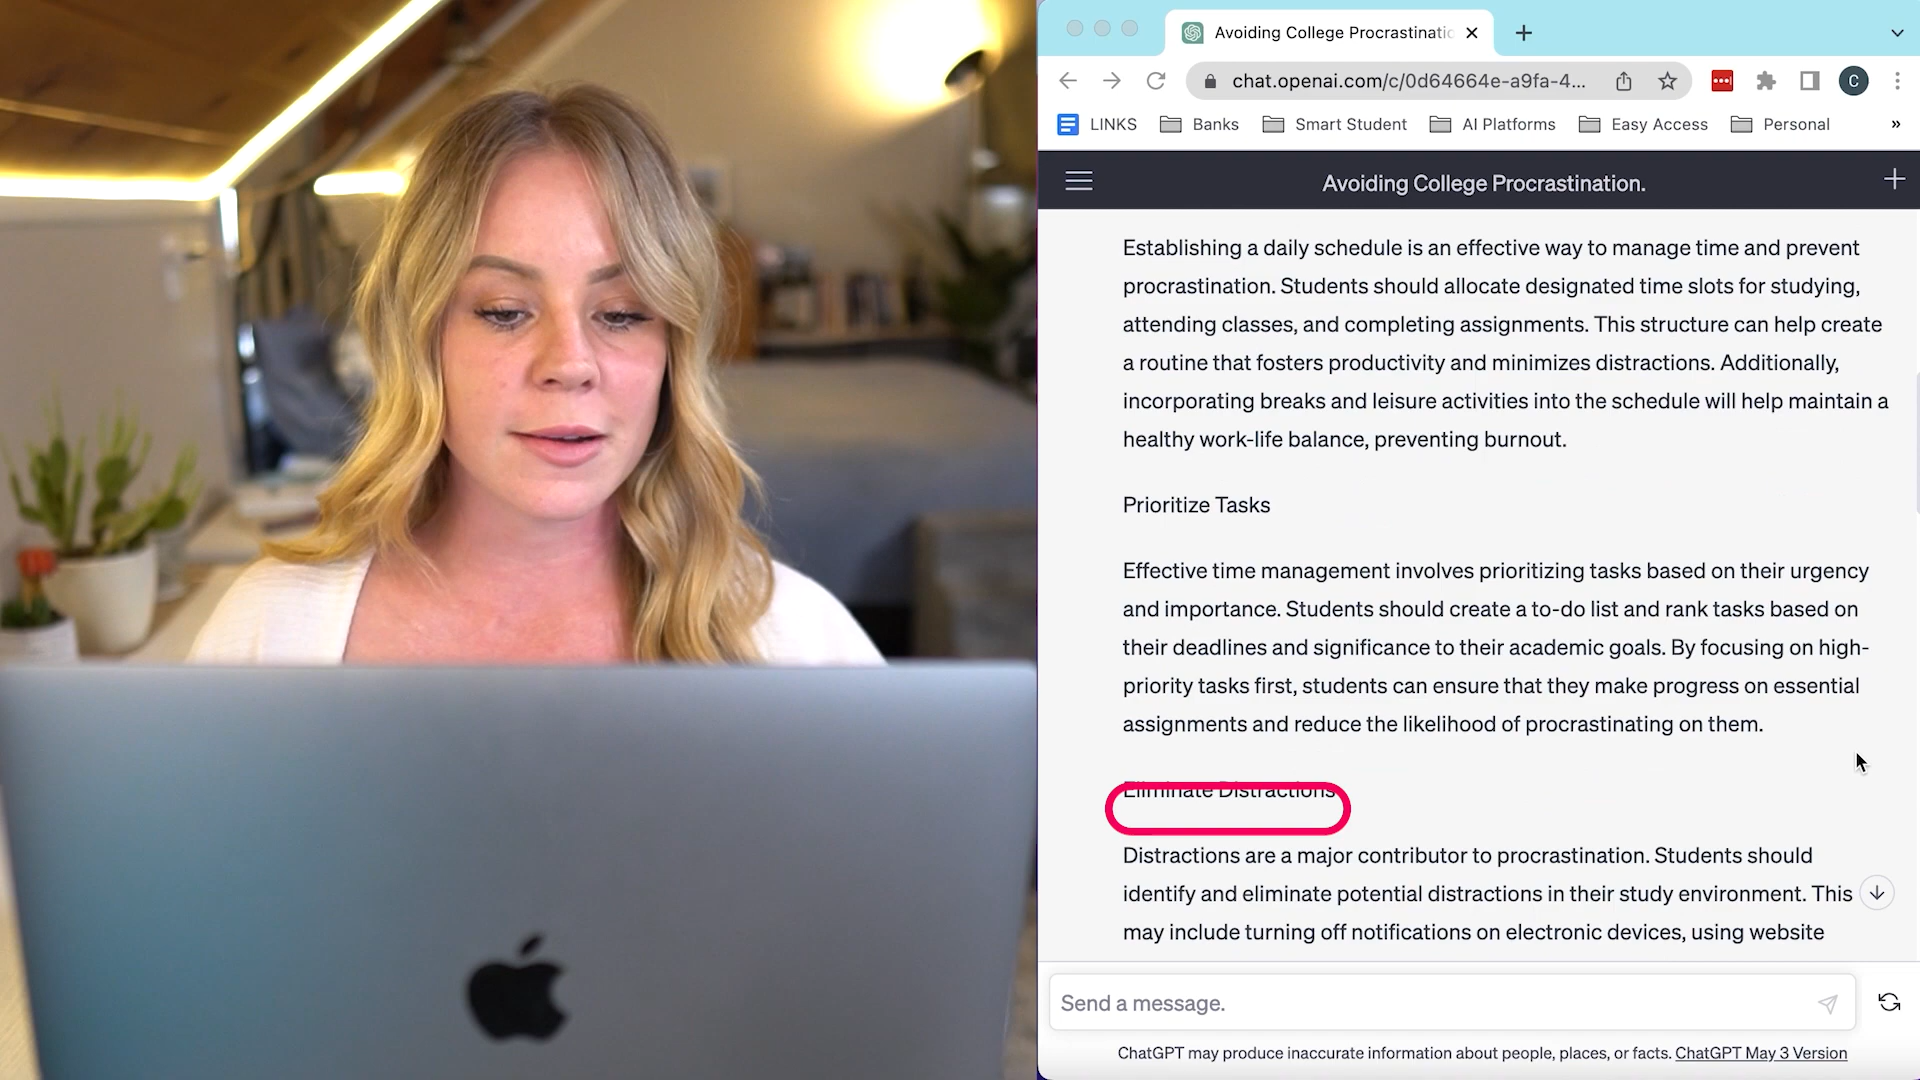 Avoiding College Procrastinatio
chat.openai.com/c/0d64664e-a9fa-4...
C
LINKS
Banks
Smart Student
AI Platforms
Easy Access
Personal
»
Avoiding College Procrastination.
Establishing a daily schedule is an effective way to manage time and prevent
procrastination. Students should allocate designated time slots for studying,
attending classes, and completing assignments. This structure can help create
a routine that fosters productivity and minimizes distractions. Additionally,
incorporating breaks and leisure activities into the schedule will help maintain a
healthy work-life balance, preventing burnout.
Prioritize Tasks
Effective time management involves prioritizing tasks based on their urgency
and importance. Students should create a to-do list and rank tasks based on
their deadlines and significance to their academic goals. By focusing on high-
priority tasks first, students can ensure that they make progress on essential
assignments and reduce the likelihood of procrastinating on them.
Eliminate Distractions
Distractions are a major contributor to procrastination. Students should
identify and eliminate potential distractions in their study environment. This
may include turning off notifications on electronic devices, using website
Send a message.
ChatGPT may produce inaccurate information about people, places, or facts. ChatGPT May 3 Version